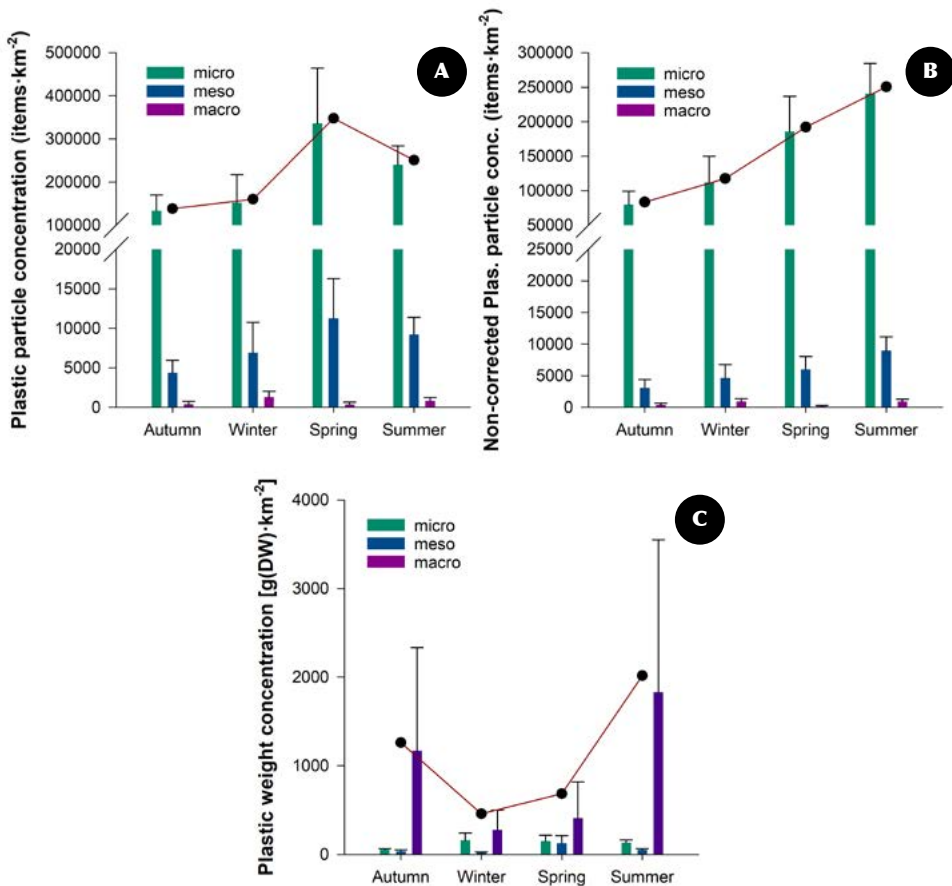 A
Plastic particle concentration (items·km-2)
500000
400000
300000
200000
100000
20000
15000
10000
5000
0
micro
meso
macro
Autumn Winter Spring Summer
B
Non-corrected Plas. particle conc. (items·km-2)
300000
250000
200000
150000
100000
50000
25000
20000
15000
10000
5000
0
micro
meso
macro
Autumn Winter Spring Summer
C
Plastic weight concentration [g(DW)·km-2]
4000
3000
2000
1000
0
micro
meso
macro
Autumn Winter Spring Summer